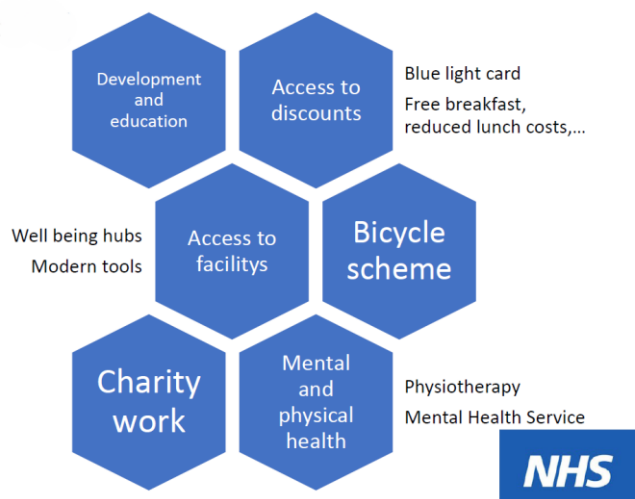 Development
and
education
Access to
discounts
Blue light card
Free breakfast,
reduced lunch costs,...
Well being hubs
Modern tools
Access to
facilitys
Bicycle
scheme
Charity
work
Mental
and
physical
health
Physiotherapy
Mental Health Service
NHS